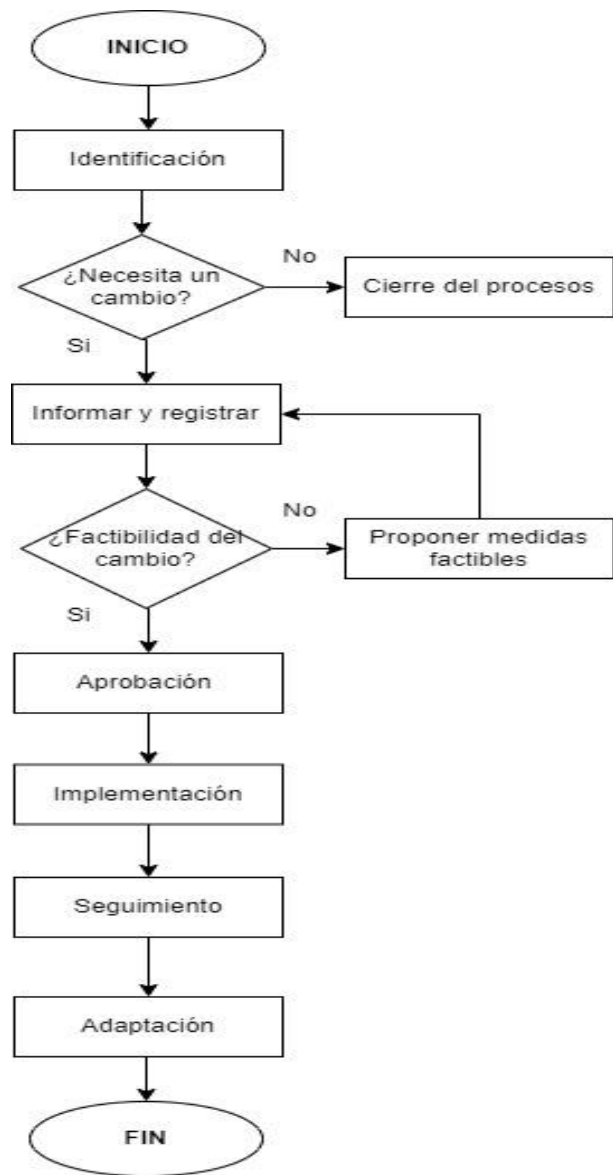 INICIO
Identificación
¿Necesita un
cambio?
No
Cierre del procesos
Si
Informar y registrar
¿Factibilidad del
cambio?
No
Proponer medidas
factibles
Si
Aprobación
Implementación
Seguimiento
Adaptación
FIN